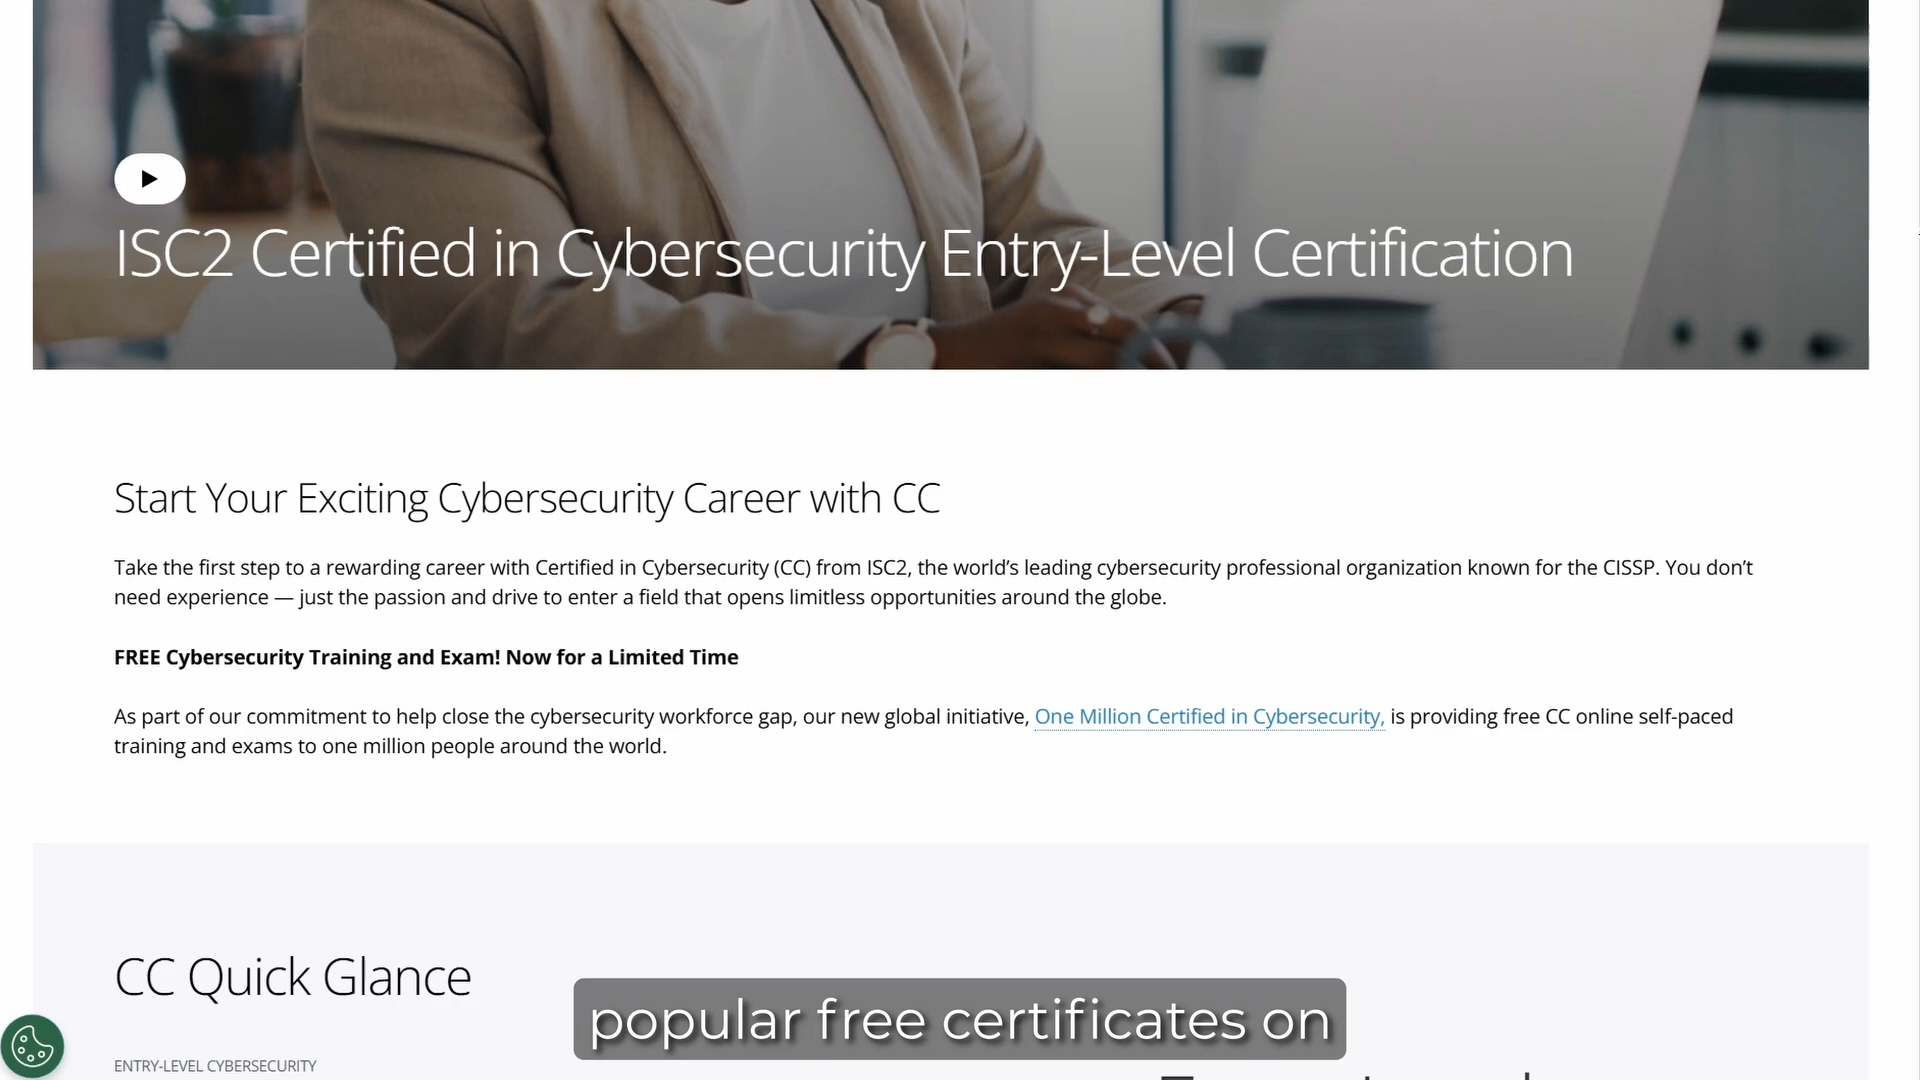 ISC2 Certified in Cybersecurity Entry-Level Certification
Start Your Exciting Cybersecurity Career with CC
Take the first step to a rewarding career with Certified in Cybersecurity (CC) from ISC2, the world’s leading cybersecurity professional organization known for the CISSP. You don’t
need experience — just the passion and drive to enter a field that opens limitless opportunities around the globe.
FREE Cybersecurity Training and Exam! Now for a Limited Time
As part of our commitment to help close the cybersecurity workforce gap, our new global initiative, One Million Certified in Cybersecurity, is providing free CC online self-paced
training and exams to one million people around the world.
CC Quick Glance
popular free certificates on
ENTRY-LEVEL CYBERSECURITY